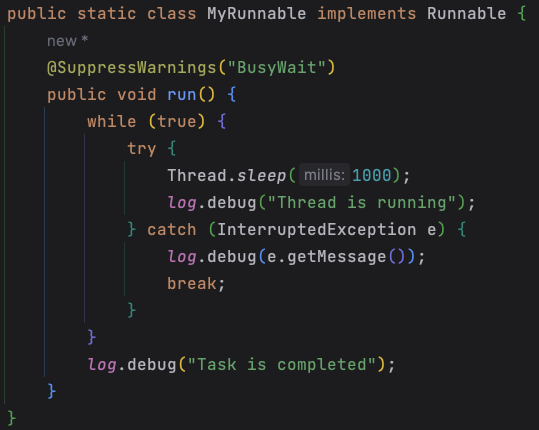 public static class MyRunnable implements Runnable {
new *
@SuppressWarnings("BusyWait")
public void run() {
while (true) {
try {
Thread.sleep( millis: 1000);
log.debug("Thread is running");
} catch (InterruptedException e) {
log.debug(e.getMessage());
break;
}
}
log.debug("Task is completed");
}
}